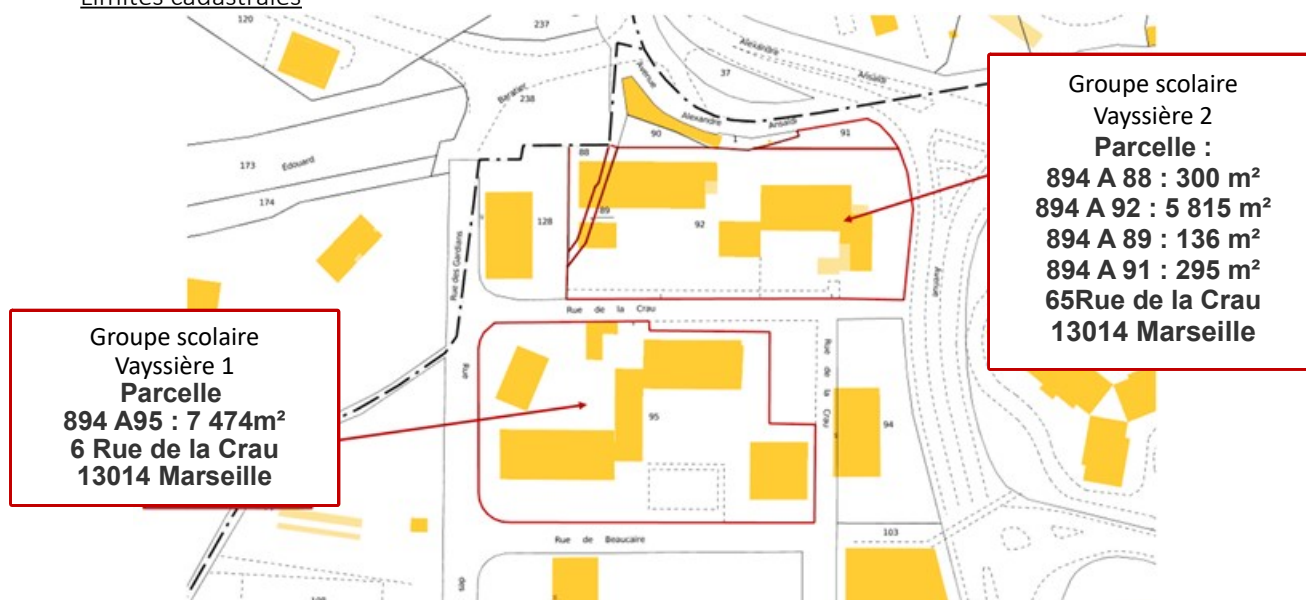 Limites cadastrales
120
237
Baratier
238
Avenue
Alexandre
Ansaldi
37
Alexandre
Ansaldi
173
Edouard
174
88
90
1
91
128
89
92
Rue des Gardians
Avenue
Groupe scolaire
Vayssière 2
Parcelle :
894 A 88 : 300 m²
894 A 92 : 5 815 m²
894 A 89 : 136 m²
894 A 91 : 295 m²
65Rue de la Crau
13014 Marseille
Rue de la Crau
Groupe scolaire
Vayssière 1
Parcelle
894 A95 : 7 474m²
6 Rue de la Crau
13014 Marseille
Rue
95
Rue de la Crau
94
Rue de Beaucaire
103
des